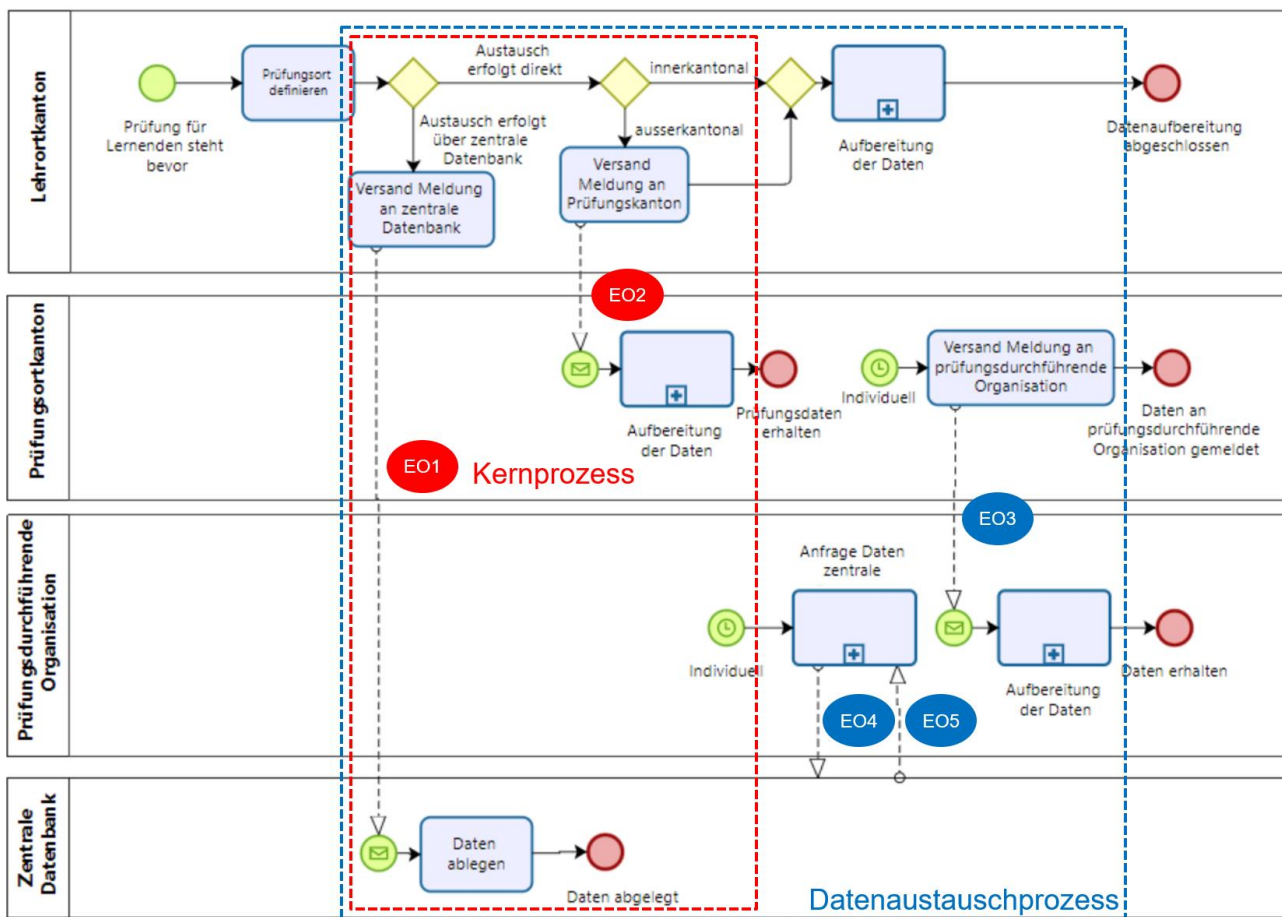 Lehrortkanton
Prüfung für
Lernenden steht
bevor
Prüfungsort
definieren
Austausch
erfolgt direkt
Austausch erfolgt
über zentrale
Datenbank
Versand Meldung
an zentrale
Datenbank
innerkantonal
ausserkantonal
Versand
Meldung an
Prüfungskanton
Aufbereitung
der Daten
Datenaufbereitung
abgeschlossen
Prüfungsortkanton
EO2
Aufbereitung
der Daten
Prüfungsdaten
erhalten
Individuell
Versand Meldung an
prüfungsdurchführende
Organisation
Daten an
prüfungsdurchführende
Organisation gemeldet
EO1
Kernprozess
EO3
Prüfungsdurchführende
Organisation
Individuell
Anfrage Daten
zentrale
EO4
EO5
Aufbereitung
der Daten
Daten erhalten
Zentrale
Datenbank
Daten
ablegen
Daten abgelegt
Datenaustauschprozess